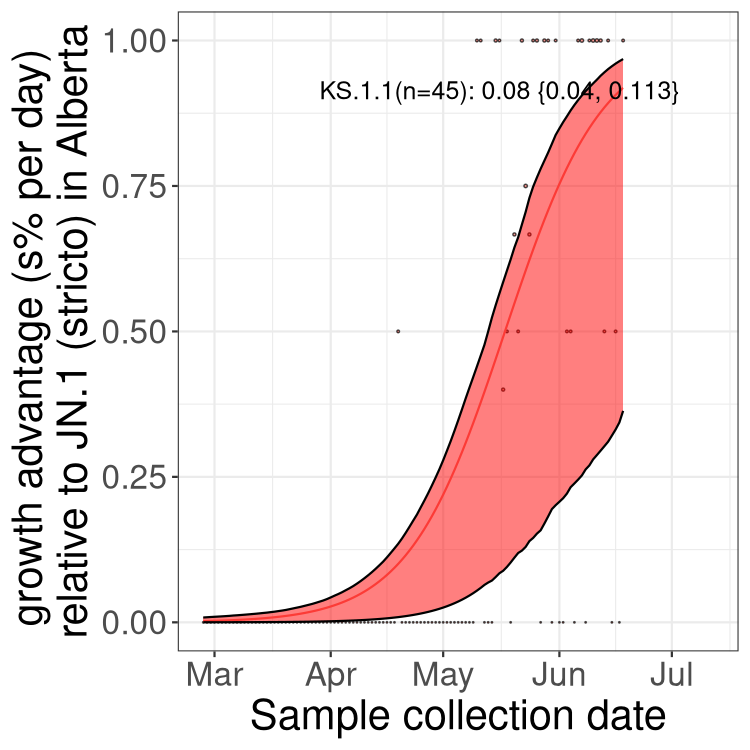 growth advantage (s% per day)
relative to JN.1 (stricto) in Alberta
1.00
0.75
0.50
0.25
0.00
KS.1.1(n=45): 0.08 {0.04, 0.113}
Mar Apr May Jun Jul
Sample collection date